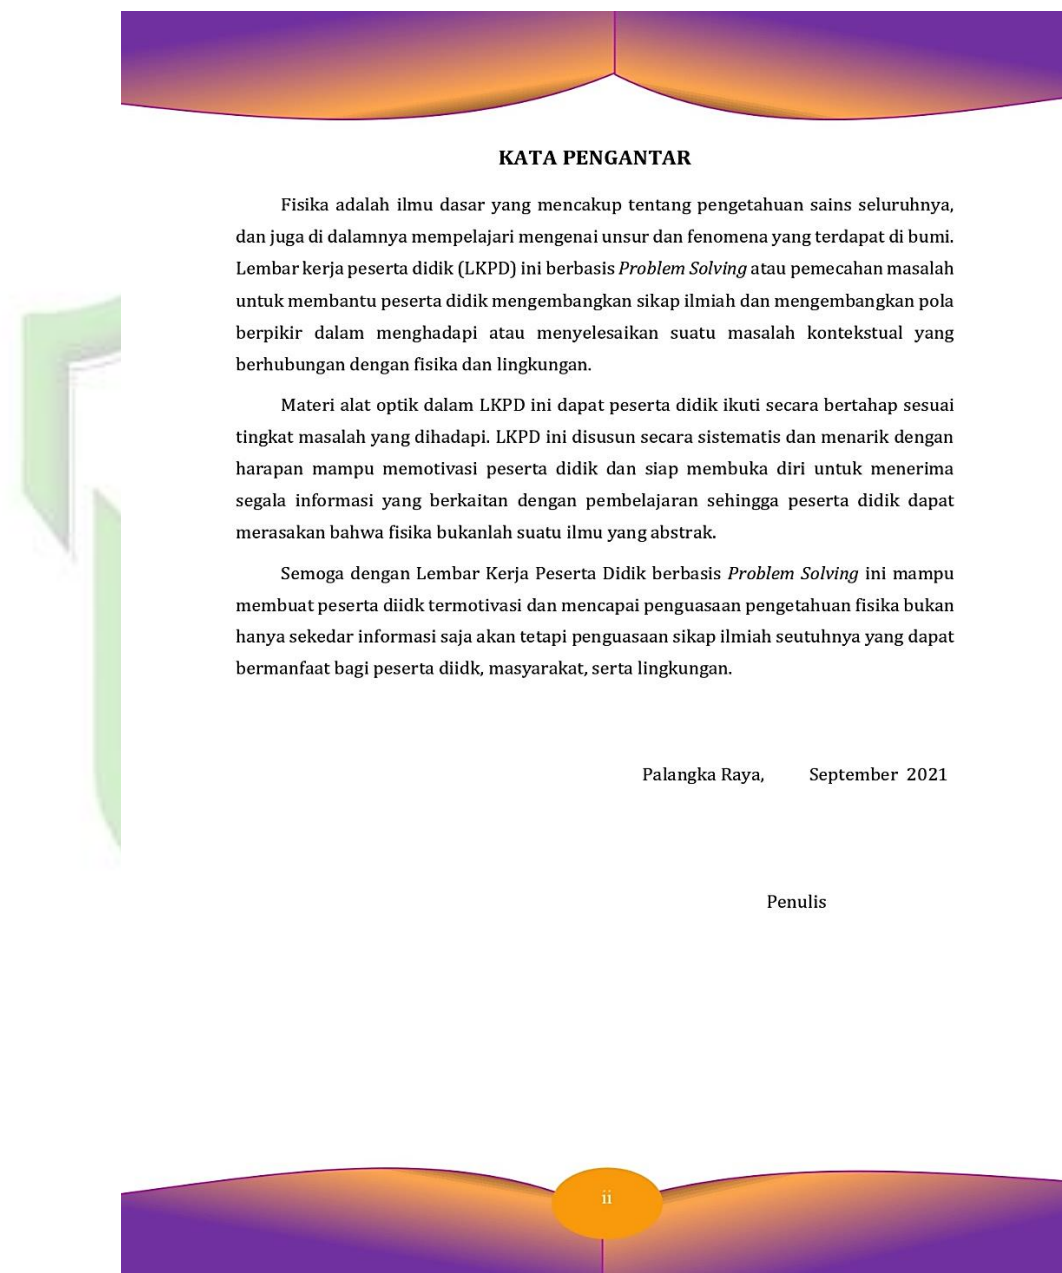 KATA PENGANTAR
Fisika adalah ilmu dasar yang mencakup tentang pengetahuan sains seluruhnya,
dan juga di dalamnya mempelajari mengenai unsur dan fenomena yang terdapat di bumi.
Lembar kerja peserta didik (LKPD) ini berbasis Problem Solving atau pemecahan masalah
untuk membantu peserta didik mengembangkan sikap ilmiah dan mengembangkan pola
berpikir dalam menghadapi atau menyelesaikan suatu masalah kontekstual yang
berhubungan dengan fisika dan lingkungan.
Materi alat optik dalam LKPD ini dapat peserta didik ikuti secara bertahap sesuai
tingkat masalah yang dihadapi. LKPD ini disusun secara sistematis dan menarik dengan
harapan mampu memotivasi peserta didik dan siap membuka diri untuk menerima
segala informasi yang berkaitan dengan pembelajaran sehingga peserta didik dapat
merasakan bahwa fisika bukanlah suatu ilmu yang abstrak.
Semoga dengan Lembar Kerja Peserta Didik berbasis Problem Solving ini mampu
membuat peserta diidk termotivasi dan mencapai penguasaan pengetahuan fisika bukan
hanya sekedar informasi saja akan tetapi penguasaan sikap ilmiah seutuhnya yang dapat
bermanfaat bagi peserta diidk, masyarakat, serta lingkungan.
Palangka Raya, September 2021
Penulis
ii